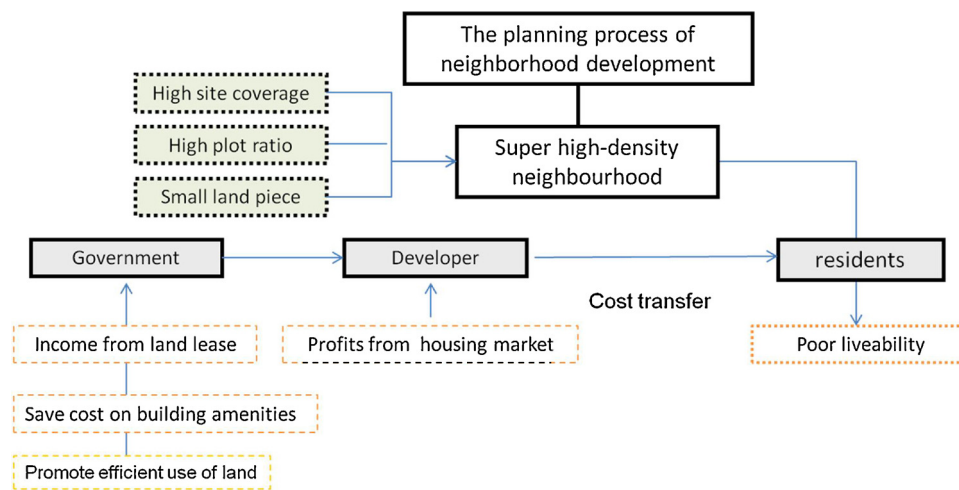 The planning process of
neighborhood development
High site coverage
High plot ratio
Small land piece
Super high-density
neighbourhood
Government
Developer
residents
Cost transfer
Income from land lease
Profits from housing market
Poor liveability
Save cost on building amenities
Promote efficient use of land